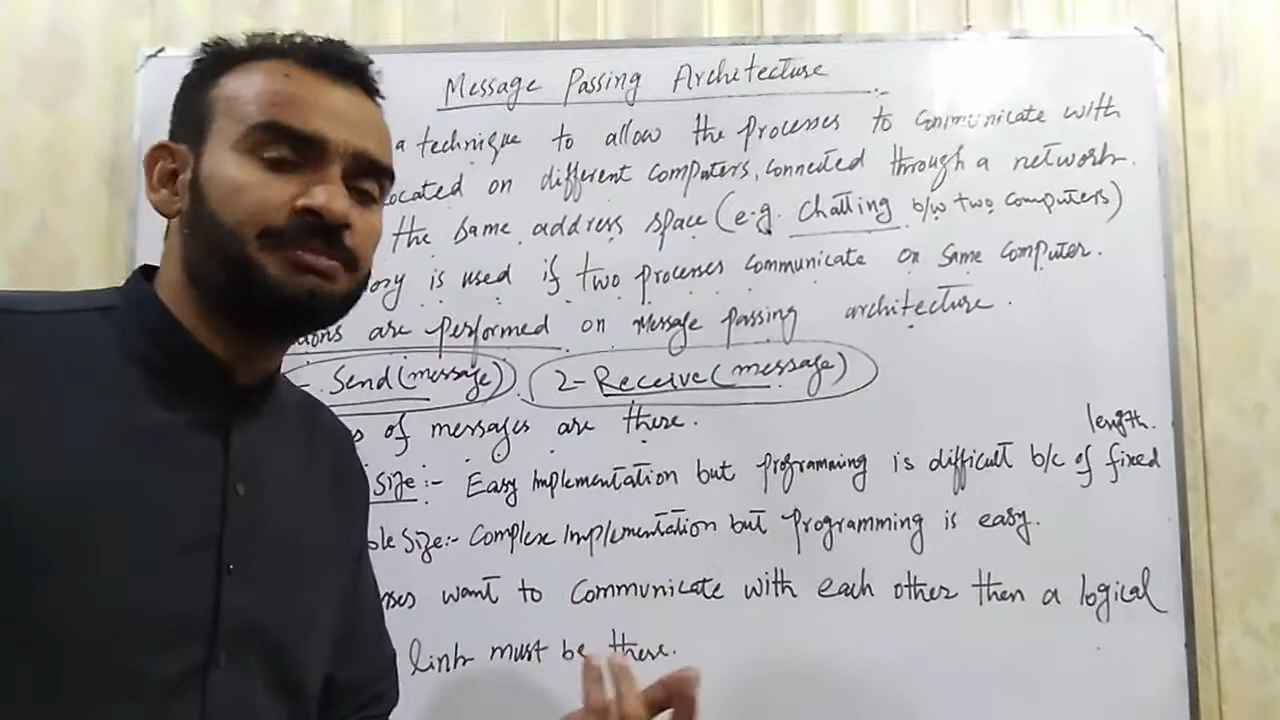 Message Passing Architecture :-
a technique to allow the processes to communicate with
located on different computers, connected through a network.
the same address space (e.g. Chatting b/w two computers)
ory is used if two processes communicate on same computer.
ions are performed on Message passing architecture.
- Send(message)) 2- Receive(message)
of messages are there.
length.
Size :- Easy Implementation but programming is difficult b/c of fixed
ble Size:- Complex Implementation but Programming is easy.
sses want to communicate with each other then a logical
link must be there.